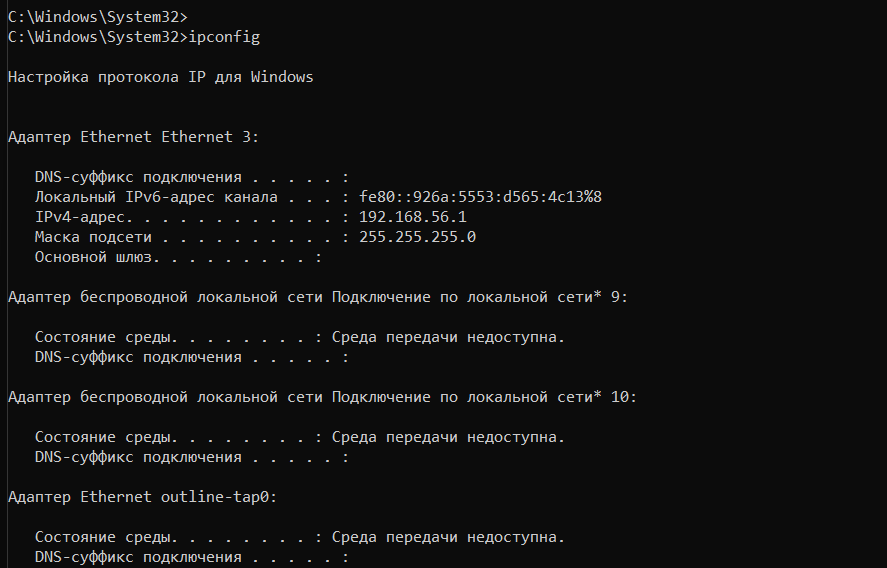 C:\Windows\System32>
C:\Windows\System32>ipconfig
Настройка протокола IP для Windows
Адаптер Ethernet Ethernet 3:
DNS-суффикс подключения . . . . . :
Локальный IPv6-адрес канала . . . : fe80::926a:5553:d565:4c13%8
IPv4-адрес. . . . . . . . . . . . : 192.168.56.1
Маска подсети . . . . . . . . . . : 255.255.255.0
Основной шлюз. . . . . . . . . :
Адаптер беспроводной локальной сети Подключение по локальной сети* 9:
Состояние среды. . . . . . . . : Среда передачи недоступна.
DNS-суффикс подключения . . . . . :
Адаптер беспроводной локальной сети Подключение по локальной сети* 10:
Состояние среды. . . . . . . . : Среда передачи недоступна.
DNS-суффикс подключения . . . . . :
Адаптер Ethernet outline-tap0:
Состояние среды. . . . . . . . : Среда передачи недоступна.
DNS-суффикс подключения . . . . . :